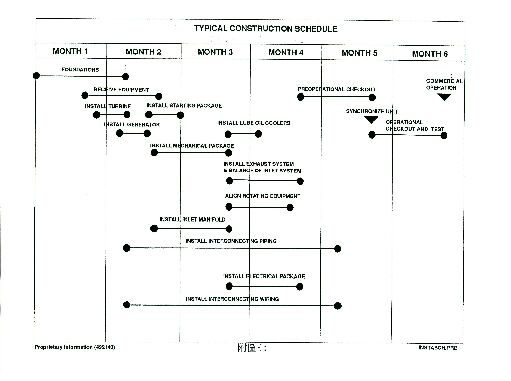 TYPICAL CONSTRUCTION SCHEDULE
MONTH 1 MONTH 2 MONTH 3 MONTH 4 MONTH 5 MONTH 6
FOUNDATIONS
RECEIVE EQUIPMENT
PREOPERATIONAL CHECKOUT
COMMERCIAL
OPERATION
INSTALL TURBINE
INSTALL STARTING PACKAGE
SYNCHRONIZE UNIT
INSTALL GENERATOR
INSTALL LUBE OIL COOLERS
OPERATIONAL
CHECKOUT AND TEST
INSTALL MECHANICAL PACKAGE
INSTALL EXHAUST SYSTEM
& BALANCE OF INLET SYSTEM
ALIGN ROTATING EQUIPMENT
INSTALL INLET MANIFOLD
INSTALL INTERCONNECTING PIPING
INSTALL ELECTRICAL PACKAGE
INSTALL INTERCONNECTING WIRING
Proprietary Information